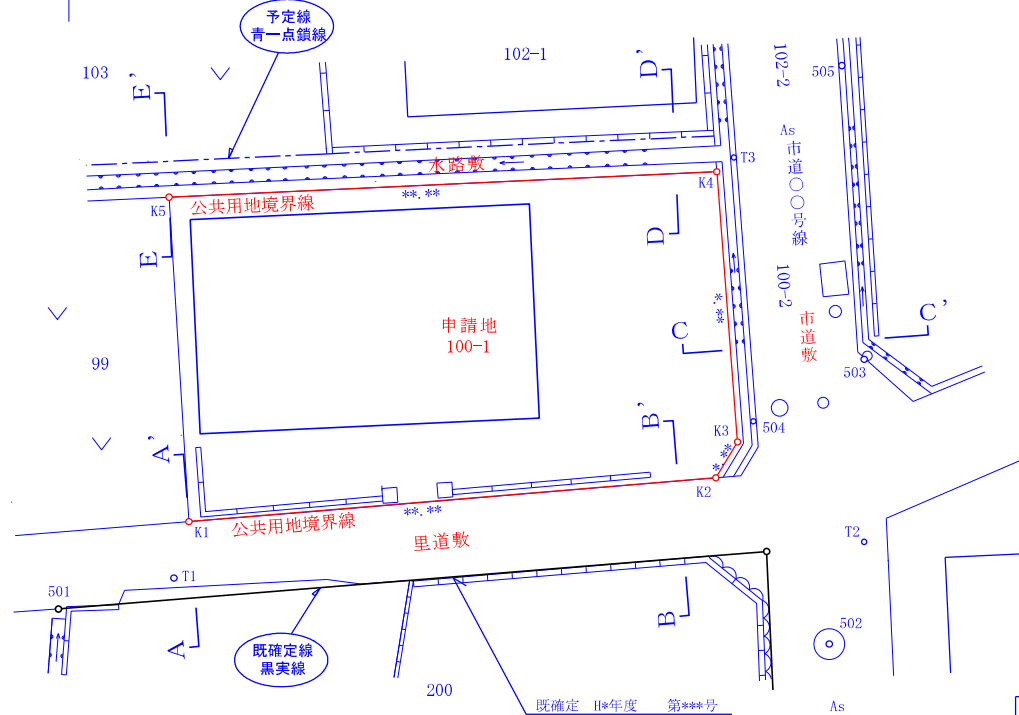 予定線
青一点鎖線
103
E'
102-1
D'
102-2
505
As
市道〇〇号線
T3
水路敷
K4
K5
公共用地境界線
**.**
E
D
100-2
*.**
申請地
100-1
市道敷
C
C'
99
503
B'
504
K3
A'
*.**
K2
K1
公共用地境界線
**.**
里道敷
T2
T1
501
A
B
502
既確定線
黒実線
200
既確定 H*年度 第***号
As